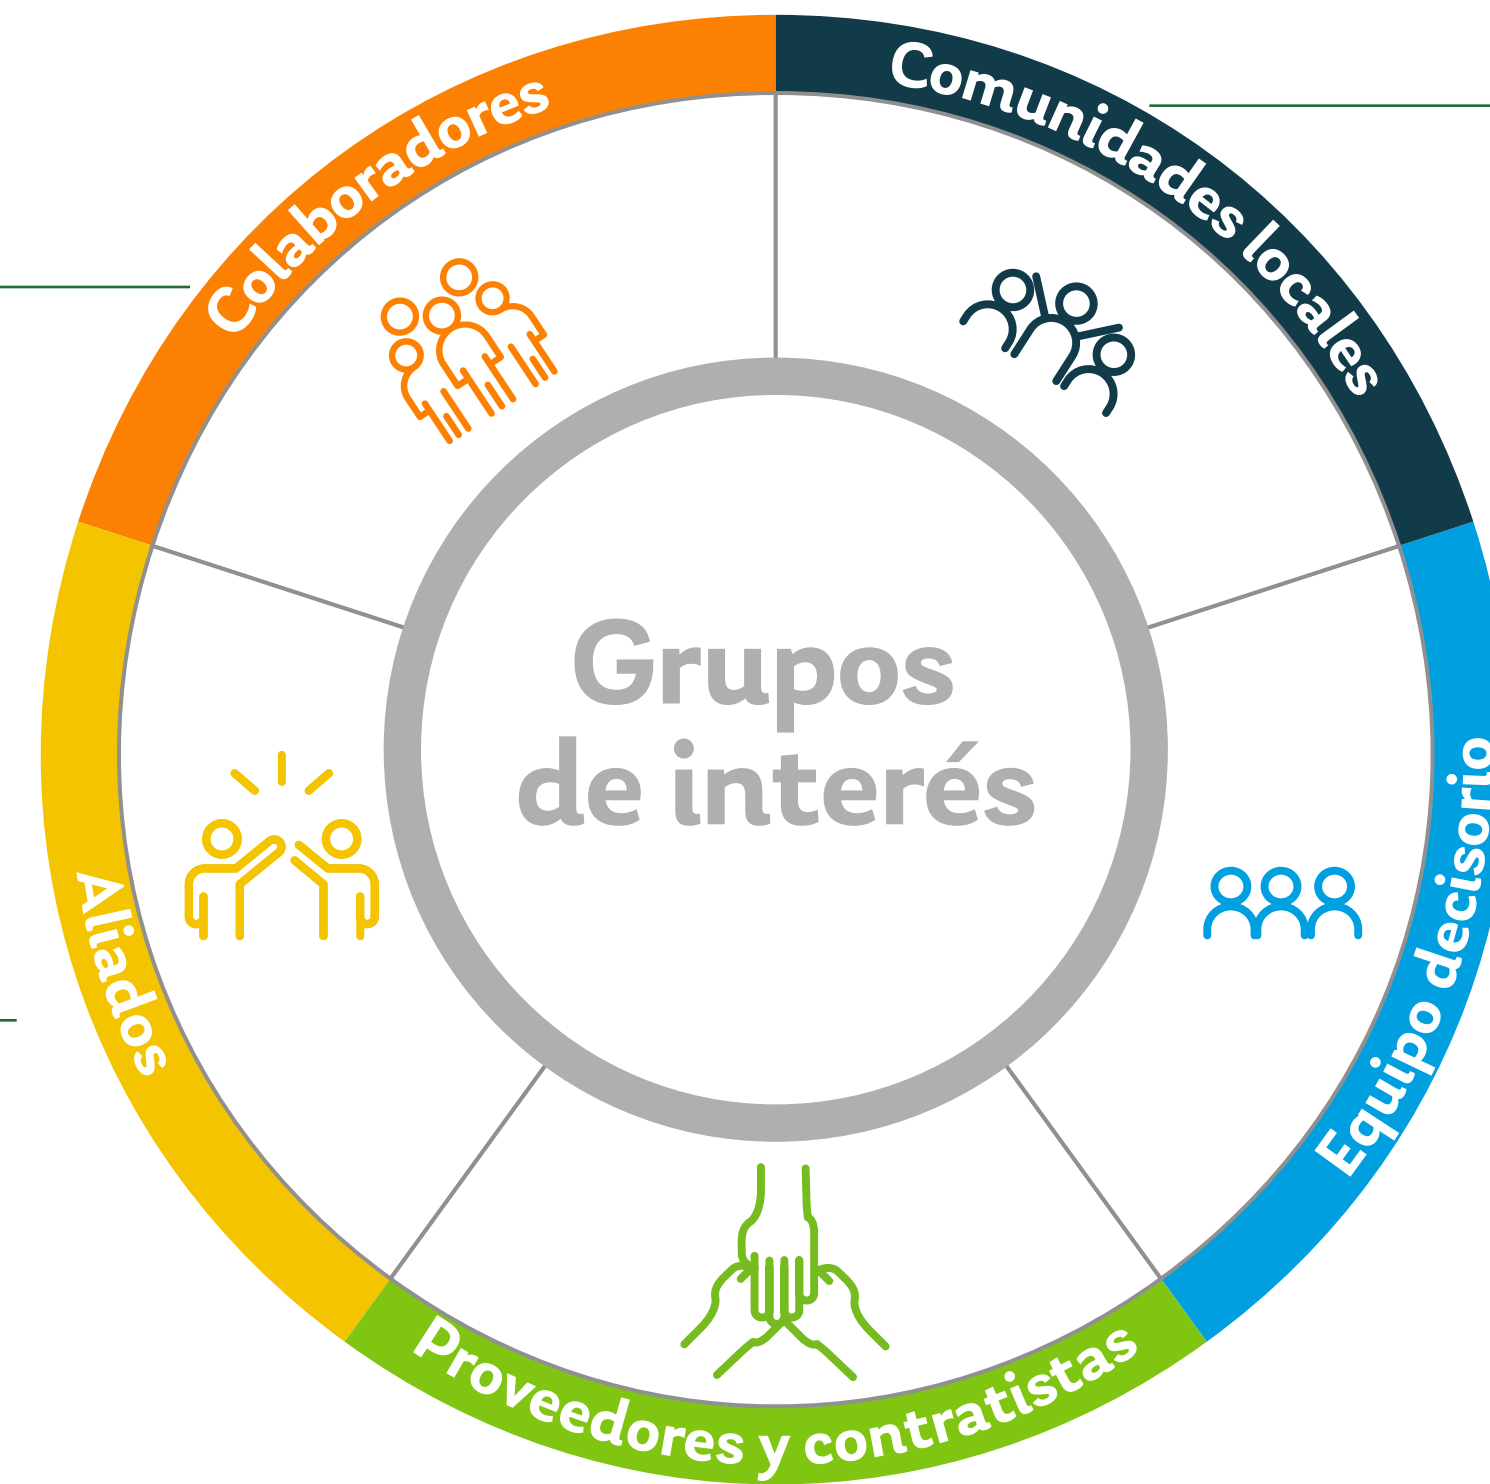 Colaboradores
Comunidades locales
Grupos
de interés
Aliados
Equipo decisorio
Proveedores y contratistas